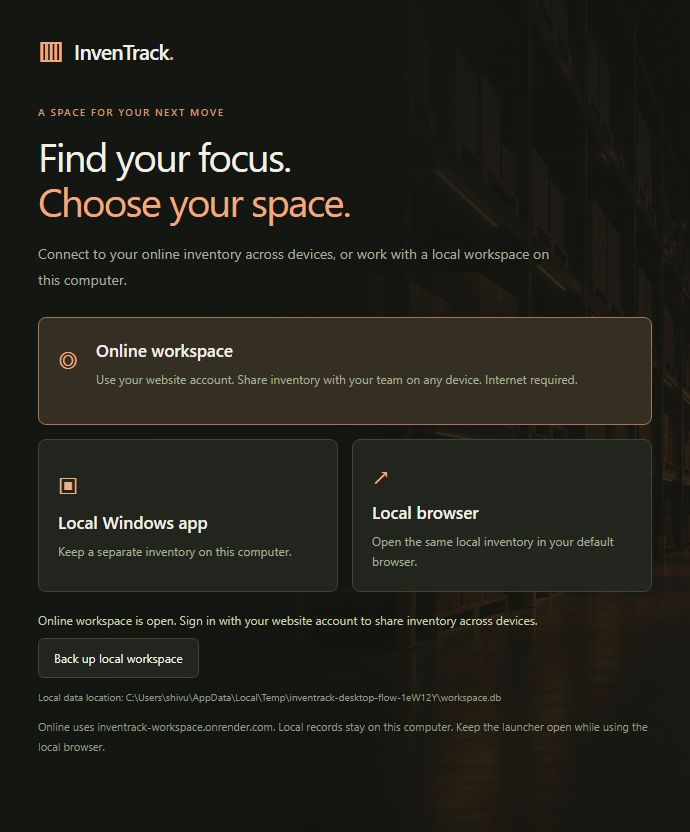 InvenTrack.
A SPACE FOR YOUR NEXT MOVE
Find your focus.
Choose your space.
Connect to your online inventory across devices, or work with a local workspace on
this computer.
Online workspace
Use your website account. Share inventory with your team on any device. Internet required.
Local Windows app
Keep a separate inventory on this computer.
Local browser
Open the same local inventory in your default
browser.
Online workspace is open. Sign in with your website account to share inventory across devices.
Back up local workspace
Local data location: C:\Users\shivu\AppData\Local\Temp\inventrack-desktop-flow-1eW12Y\workspace.db
Online uses inventrack-workspace.onrender.com. Local records stay on this computer. Keep the launcher open while using the
local browser.